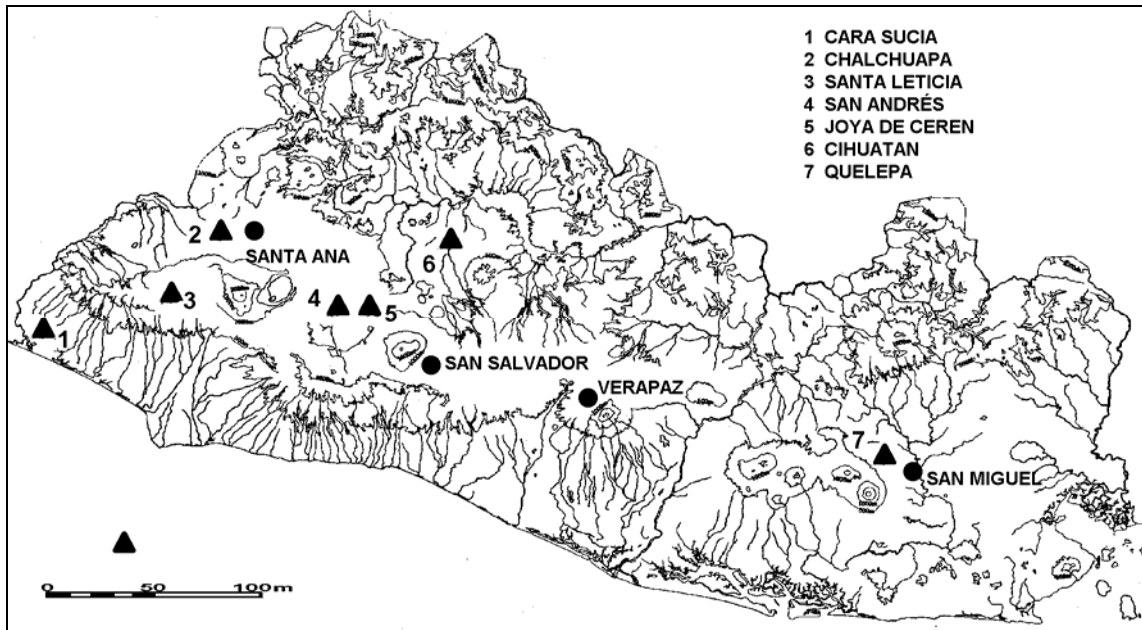 1 CARA SUCIA
2 CHALCHUAPA
3 SANTA LETICIA
4 SAN ANDRÉS
5 JOYA DE CEREN
6 CIHUATAN
7 QUELEPA
2
SANTA ANA
6
3
4
5
1
SAN SALVADOR
VERAPAZ
7
SAN MIGUEL
0 50 100m